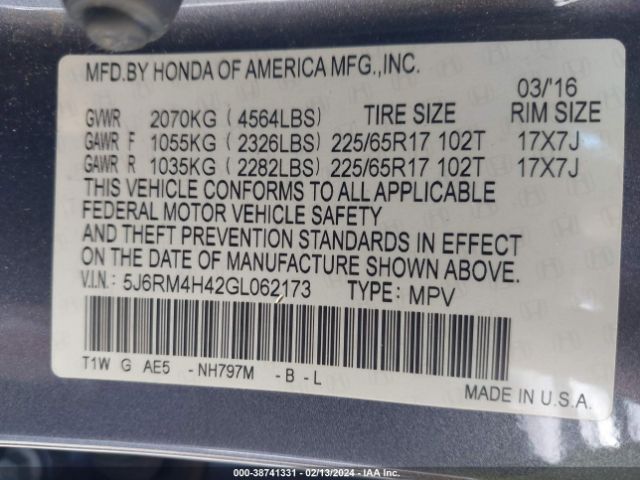 MFD.BY HONDA OF AMERICA MFG.,INC.
03/'16
GVWR 2070KG (4564LBS) TIRE SIZE RIM SIZE
GAWR F 1055KG (2326LBS) 225/65R17 102T 17X7J
GAWR R 1035KG (2282LBS) 225/65R17 102T 17X7J
THIS VEHICLE CONFORMS TO ALL APPLICABLE
FEDERAL MOTOR VEHICLE SAFETY
AND THEFT PREVENTION STANDARDS IN EFFECT
ON THE DATE OF MANUFACTURE SHOWN ABOVE.
V.I.N.: 5J6RM4H42GL062173 TYPE: MPV
T1W G AE5 -NH797M -B-L
MADE IN U.S.A.
000-38741331 - 02/13/2024 - IAA Inc.